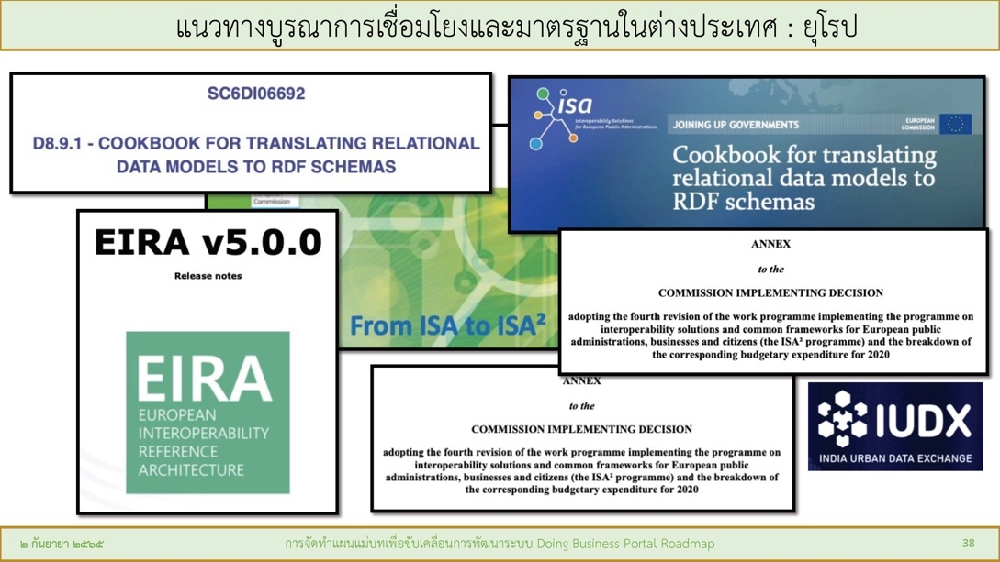 แนวทางบูรณาการเชื่อมโยงและมาตรฐานในต่างประเทศ : ยุโรป
SC6DI06692
D8.9.1 - COOKBOOK FOR TRANSLATING RELATIONAL
DATA MODELS TO RDF SCHEMAS
isa
Interoperability Solutions
for European Public Administrations
JOINING UP GOVERNMENTS
EUROPEAN
COMMISSION
Cookbook for translating
relational data models to
RDF schemas
Commission
From ISA to ISA²
EIRA v5.0.0
Release notes
EIRA
EUROPEAN
INTEROPERABILITY
REFERENCE
ARCHITECTURE
ANNEX
to the
COMMISSION IMPLEMENTING DECISION
adopting the fourth revision of the work programme implementing the programme on
interoperability solutions and common frameworks for European public
administrations, businesses and citizens (the ISA² programme) and the breakdown of
the corresponding budgetary expenditure for 2020
ANNEX
to the
COMMISSION IMPLEMENTING DECISION
adopting the fourth revision of the work programme implementing the programme on
interoperability solutions and common frameworks for European public
administrations, businesses and citizens (the ISA² programme) and the breakdown of
the corresponding budgetary expenditure for 2020
IUDX
INDIA URBAN DATA EXCHANGE
๒ กันยายา ๒๕๖๕
การจัดทำแผนแม่บทเพื่อขับเคลื่อนการพัฒนาระบบ Doing Business Portal Roadmap
38